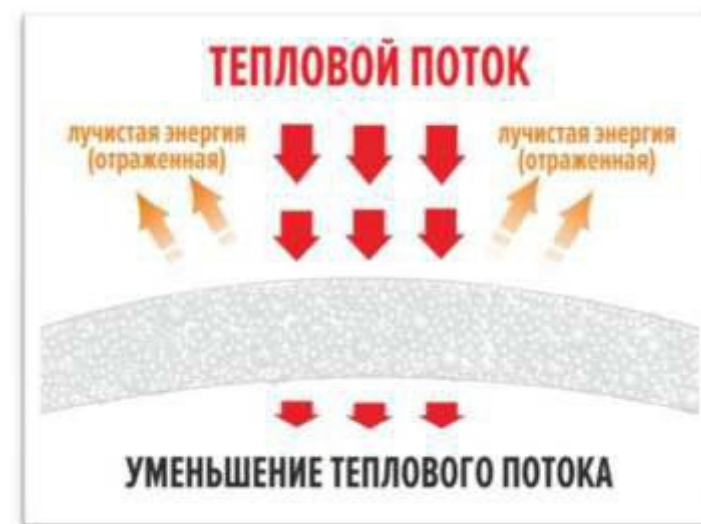 ТЕПЛОВОЙ ПОТОК
лучистая энергия
(отраженная)
лучистая энергия
(отраженная)
УМЕНЬШЕНИЕ ТЕПЛОВОГО ПОТОКА